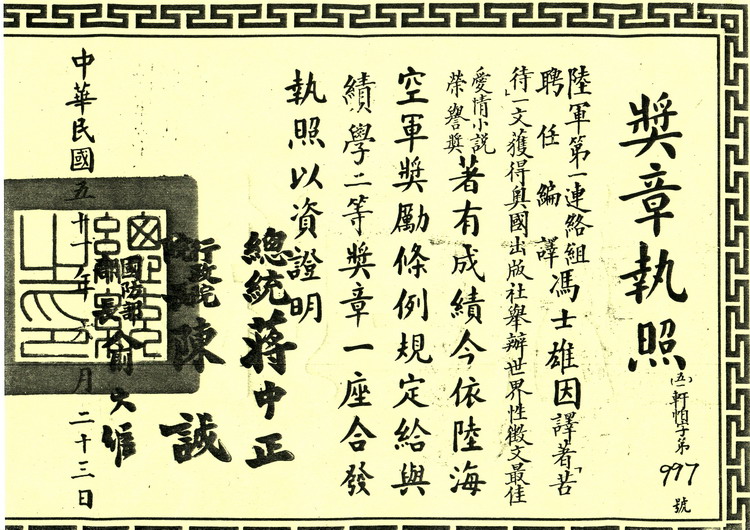 獎章執照
(五一)軒怕字第997號
陸軍第一連絡組
聘任編譯
馮士雄因譯著「苦
待」一文獲得奧國出版社舉辦世界性徵文最佳
愛情小說
榮譽獎
著有成績今依陸海
空軍獎勵條例規定給與
績學二等獎章一座合發
執照以資證明
總統蔣中正
行政院
院長
陳誠
國防部
部長
俞大維
中華民國五十一年月二十三日